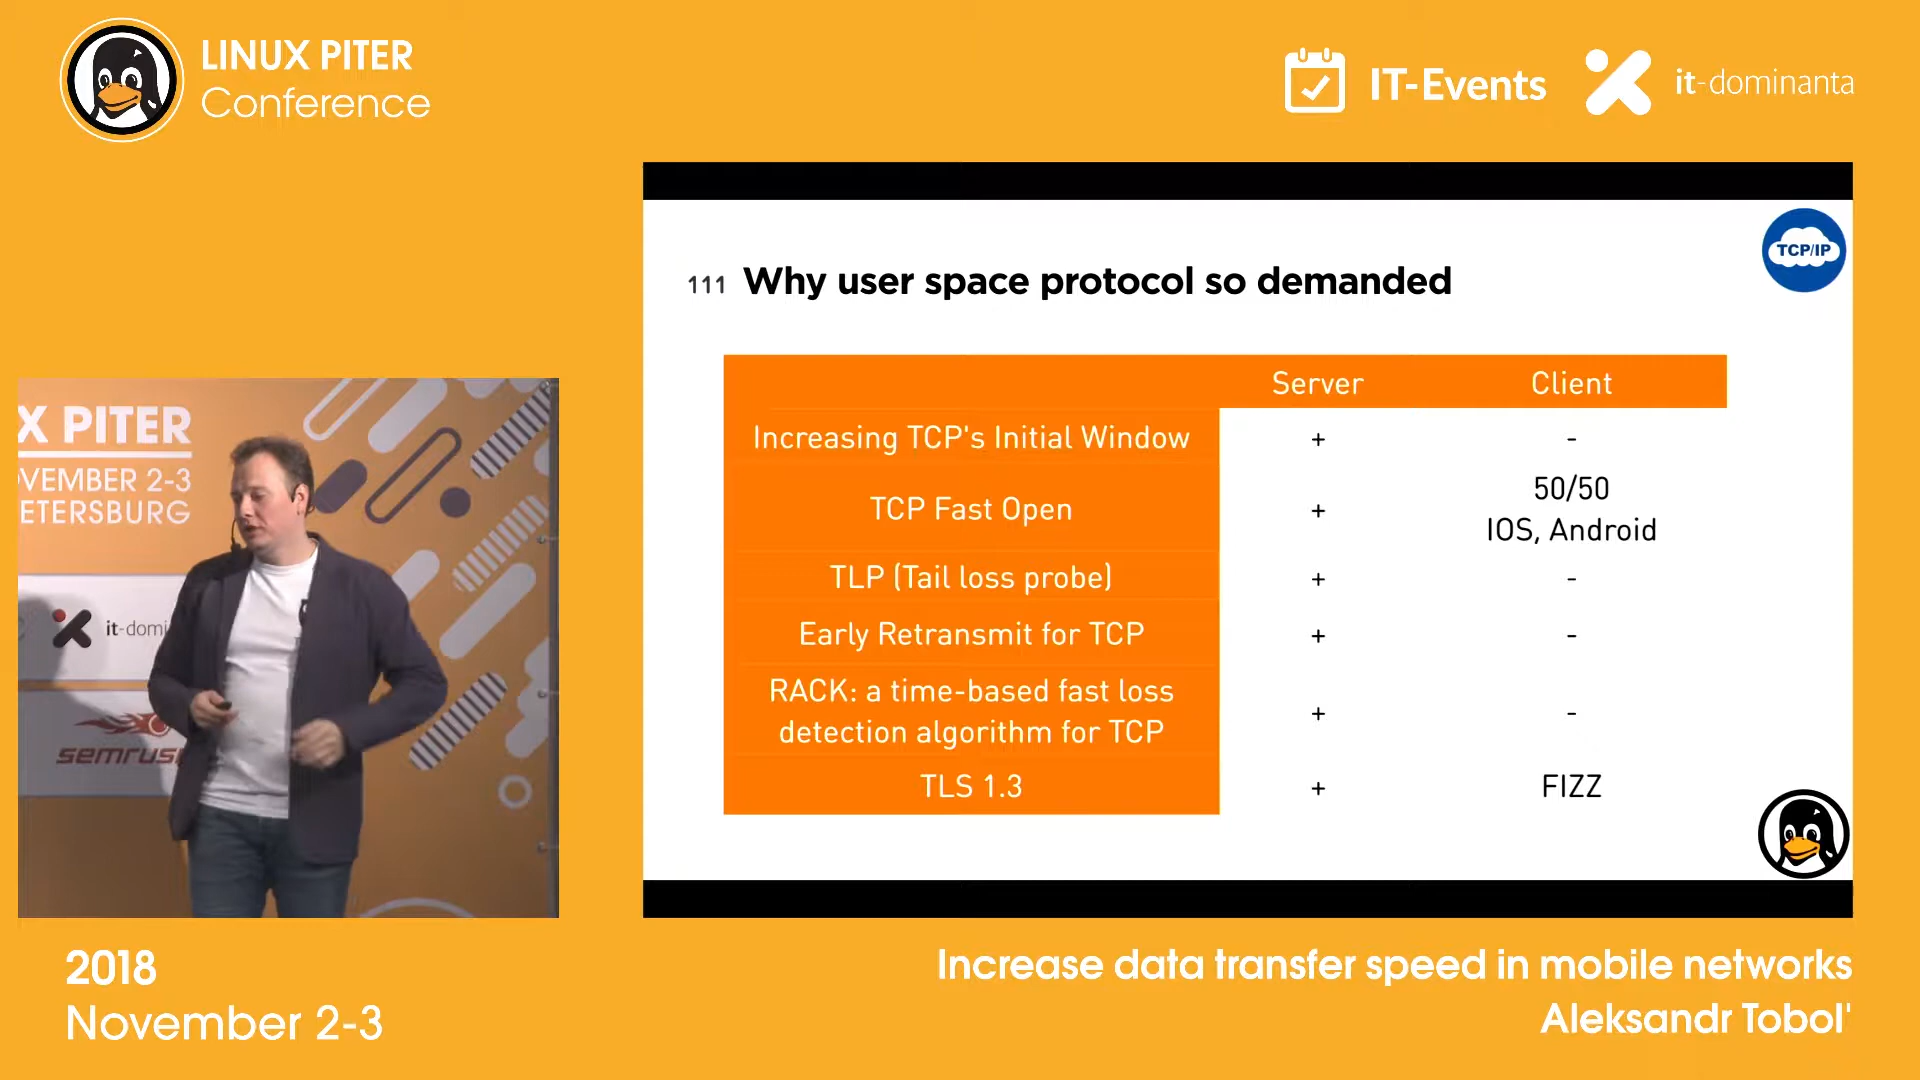 LINUX PITER
Conference
IT-Events
it-dominanta
TCP/IP
111 Why user space protocol so demanded
Server Client
Increasing TCP's Initial Window + -
TCP Fast Open + 50/50
IOS, Android
TLP (Tail loss probe) + -
Early Retransmit for TCP + -
RACK: a time-based fast loss
detection algorithm for TCP + -
TLS 1.3 + FIZZ
X PITER
VEMBER 2-3
ETERSBURG
it-domi
semrus
2018
November 2-3
Increase data transfer speed in mobile networks
Aleksandr Tobol'